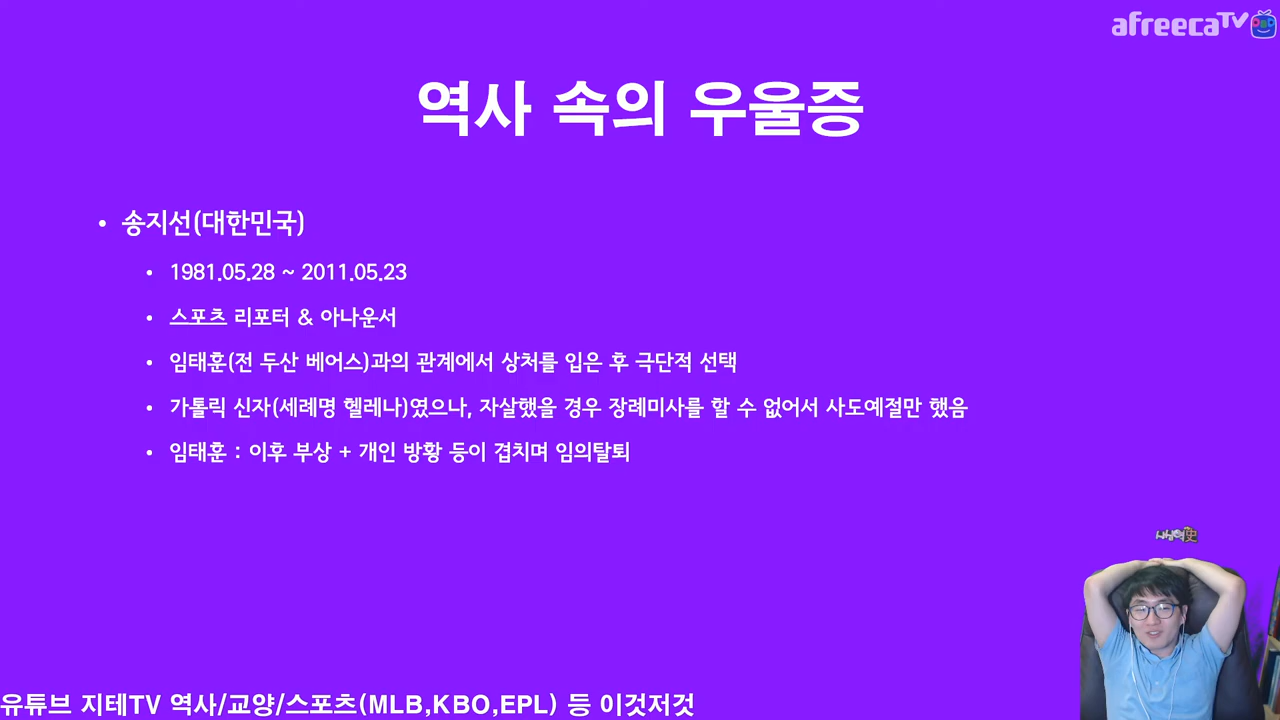 afreecaTV
역사 속의 우울증
• 송지선(대한민국)
• 1981.05.28 ~ 2011.05.23
• 스포츠 리포터 & 아나운서
• 임태훈(전 두산 베어스)과의 관계에서 상처를 입은 후 극단적 선택
• 가톨릭 신자(세례명 헬레나)였으나, 자살했을 경우 장례미사를 할 수 없어서 사도예절만 했음
• 임태훈 : 이후 부상 + 개인 방황 등이 겹치며 임의탈퇴
유튜브 지테TV 역사/교양/스포츠(MLB,KBO,EPL) 등 이것저것